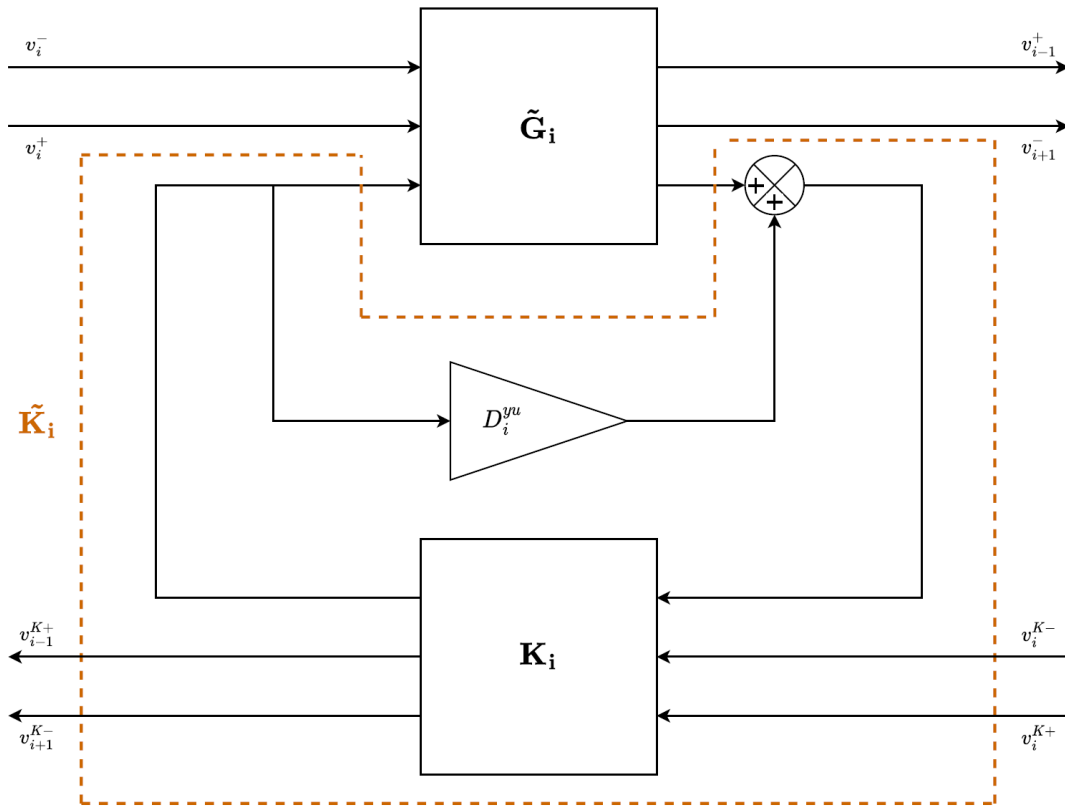 v_i^-
v_{i-1}^+
G̃_i
v_i^+
v_{i+1}^-
+
+
K̃_i
D_i^{yu}
v_{i-1}^{K+}
K_i
v_i^{K-}
v_{i+1}^{K-}
v_i^{K+}